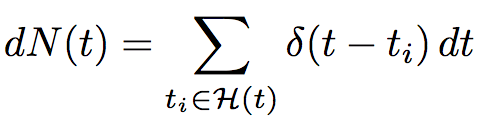 dN(t) = ∑_{t_i∈ℋ(t)} δ(t − t_i) dt